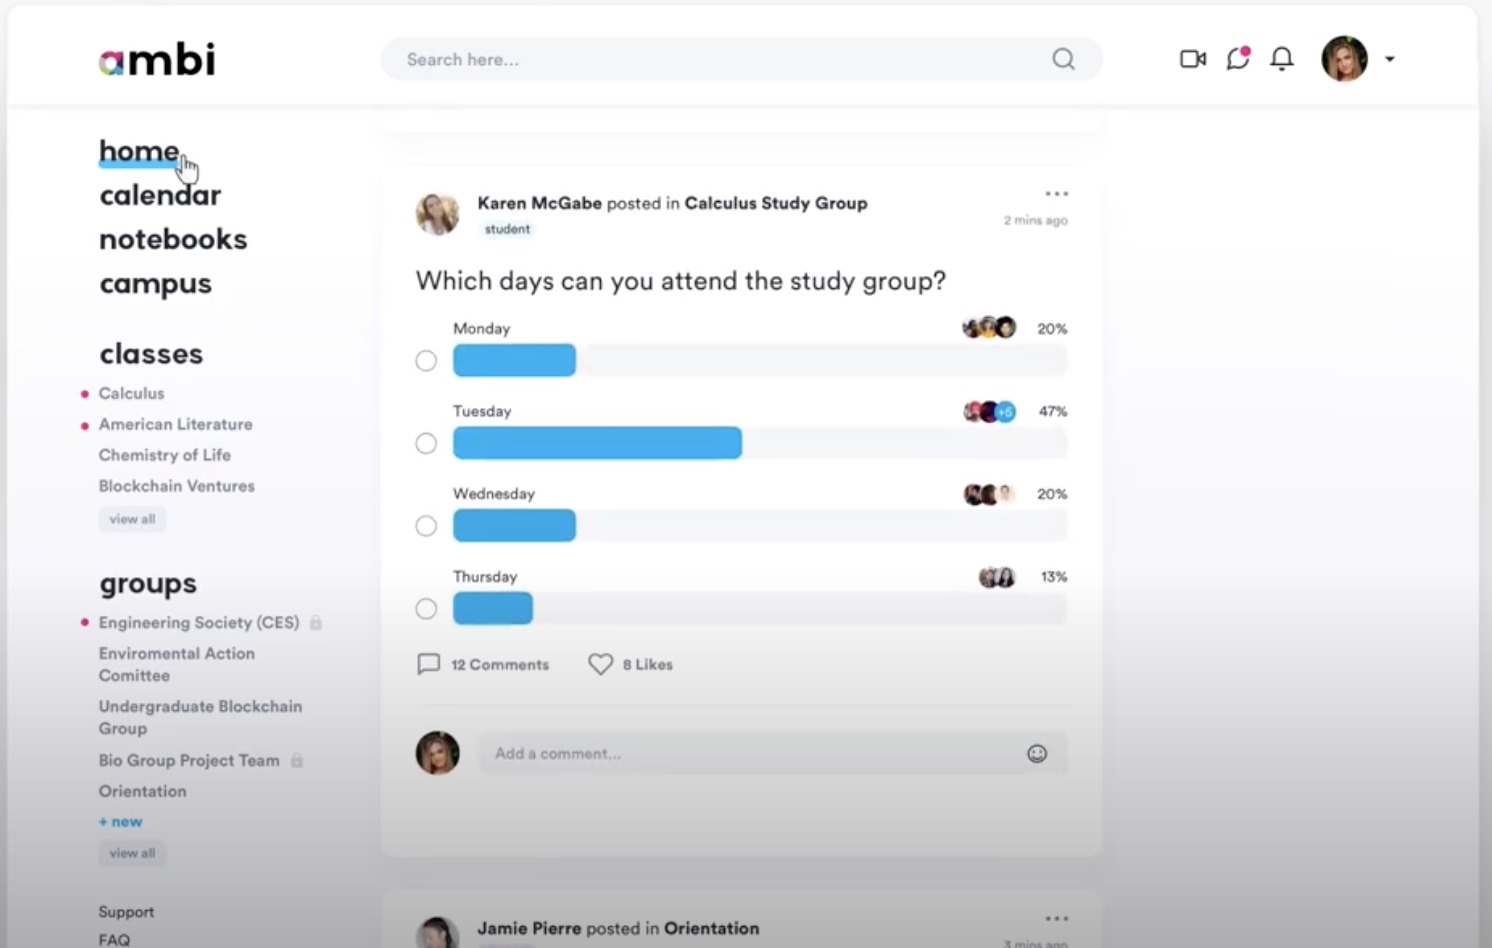 ambi
Search here...
home
calendar
notebooks
campus
classes
Calculus
American Literature
Chemistry of Life
Blockchain Ventures
view all
groups
Engineering Society (CES)
Enviromental Action
Comittee
Undergraduate Blockchain
Group
Bio Group Project Team
Orientation
+ new
view all
Support
FAQ
Karen McGabe posted in Calculus Study Group
student
2 mins ago
Which days can you attend the study group?
Monday 20%
Tuesday +5 47%
Wednesday 20%
Thursday 13%
12 Comments 8 Likes
Add a comment...
Jamie Pierre posted in Orientation
3 mins ago